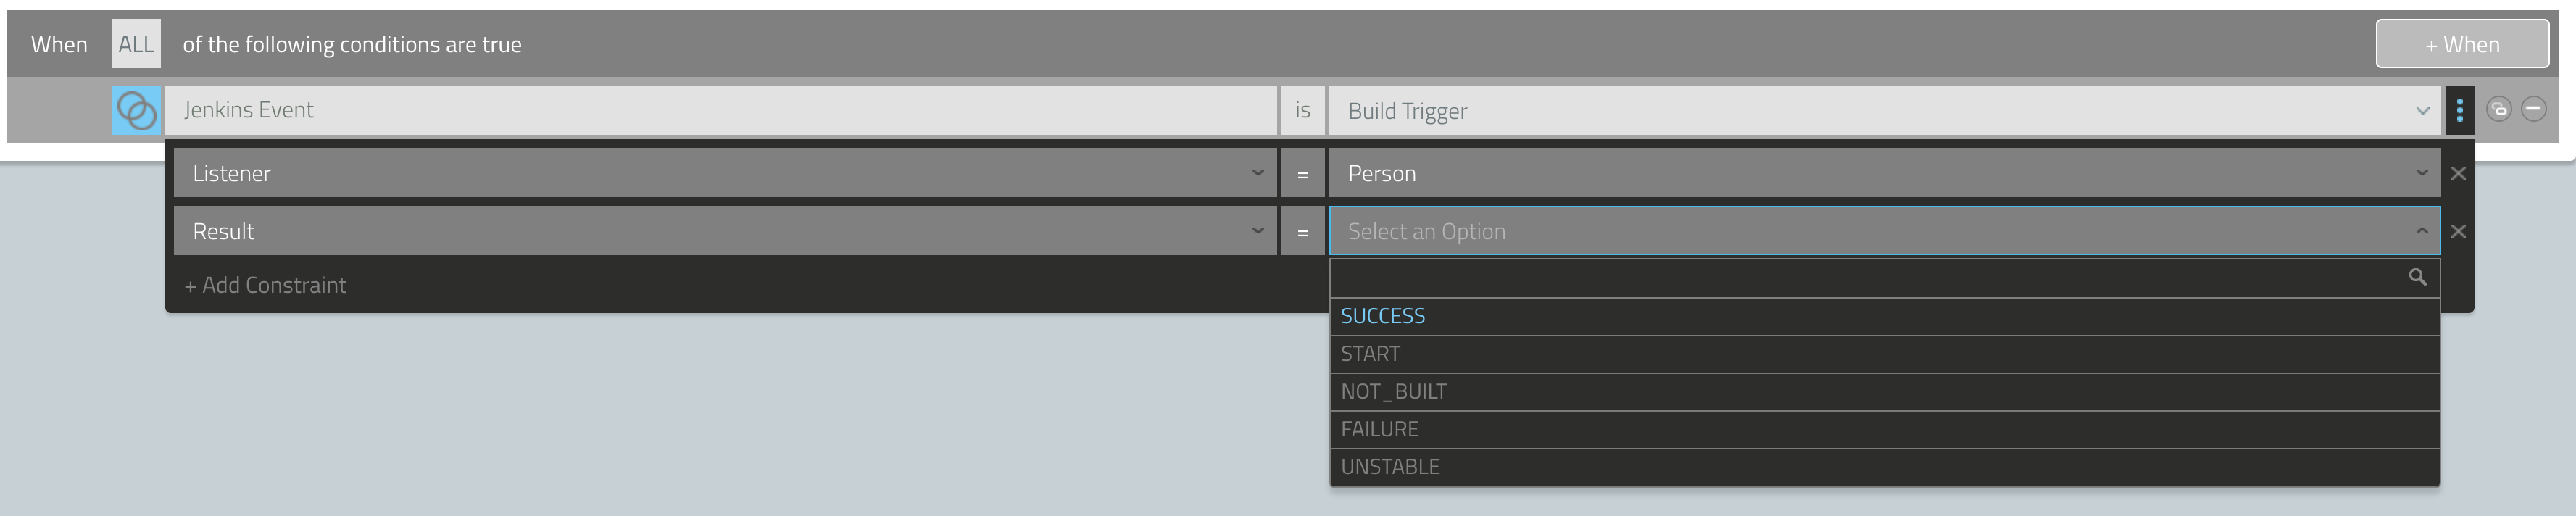 When ALL of the following conditions are true + When
Jenkins Event is Build Trigger
Listener = Person
Result = Select an Option
+ Add Constraint
SUCCESS
START
NOT_BUILT
FAILURE
UNSTABLE